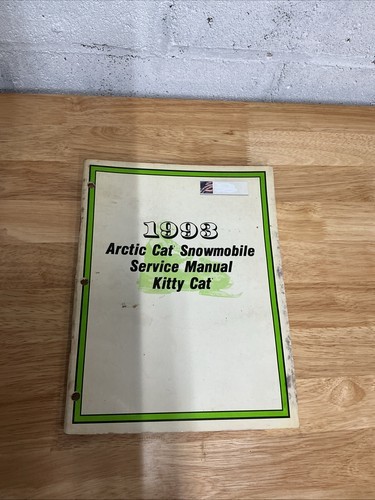 1993
Arctic Cat Snowmobile
Service Manual
Kitty Cat